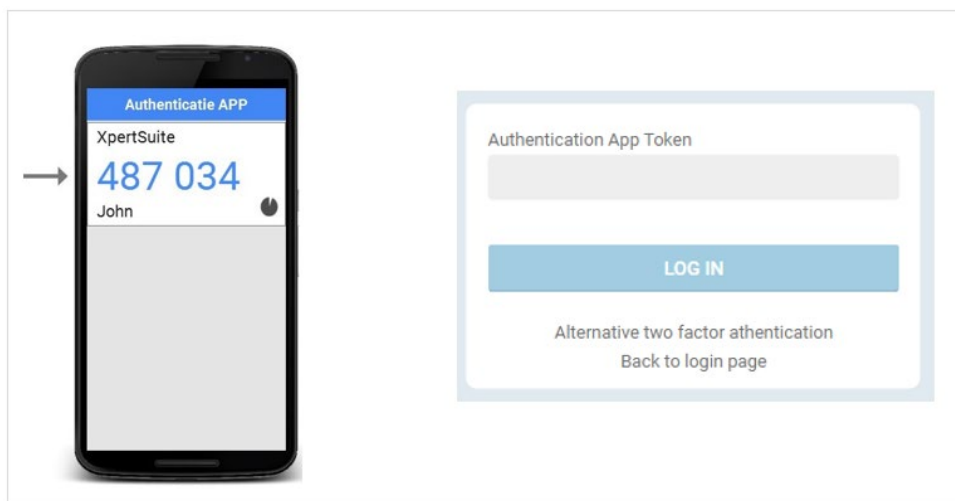 Authenticatie APP
XpertSuite
487 034
John
Authentication App Token
LOG IN
Alternative two factor athentication
Back to login page